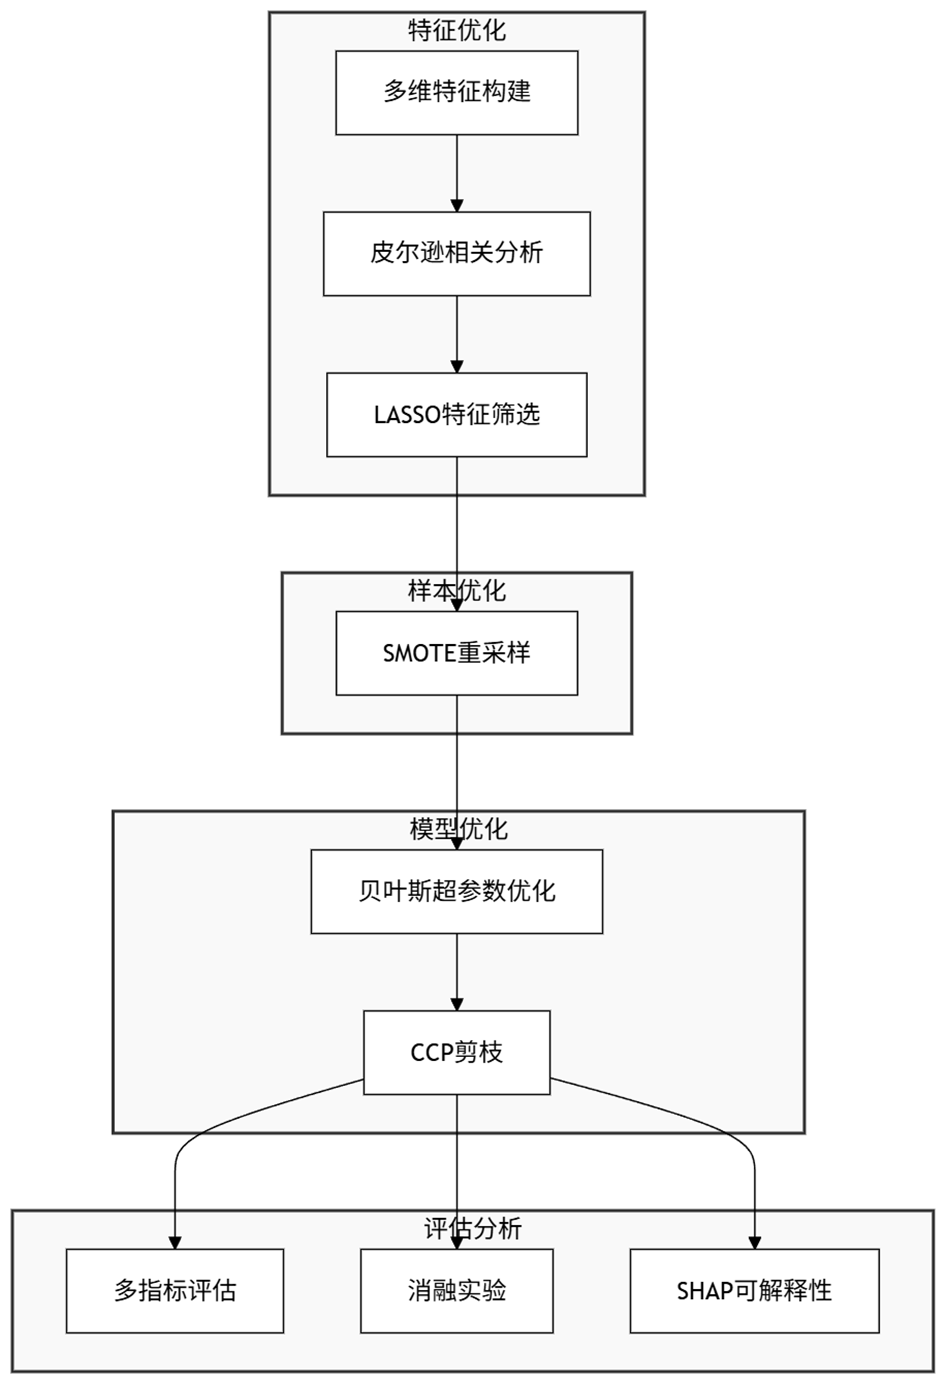 特征优化
多维特征构建
皮尔逊相关分析
LASSO特征筛选
样本优化
SMOTE重采样
模型优化
贝叶斯超参数优化
CCP剪枝
评估分析
多指标评估
消融实验
SHAP可解释性